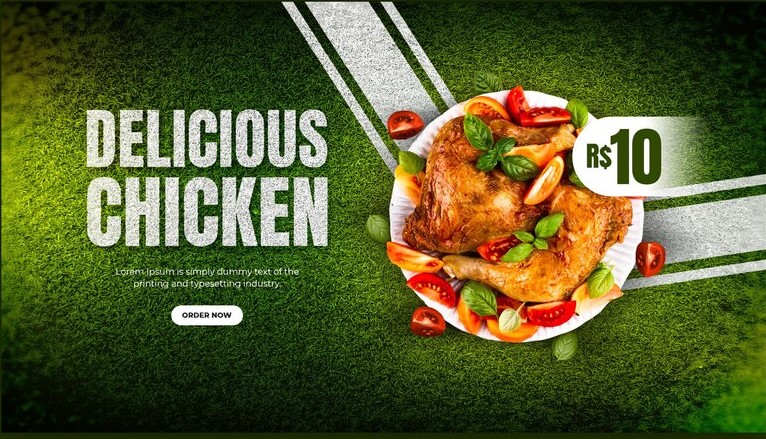 DELICIOUS
CHICKEN
Lorem Ipsum is simply dummy text of the
printing and typesetting industry.
ORDER NOW
R$10